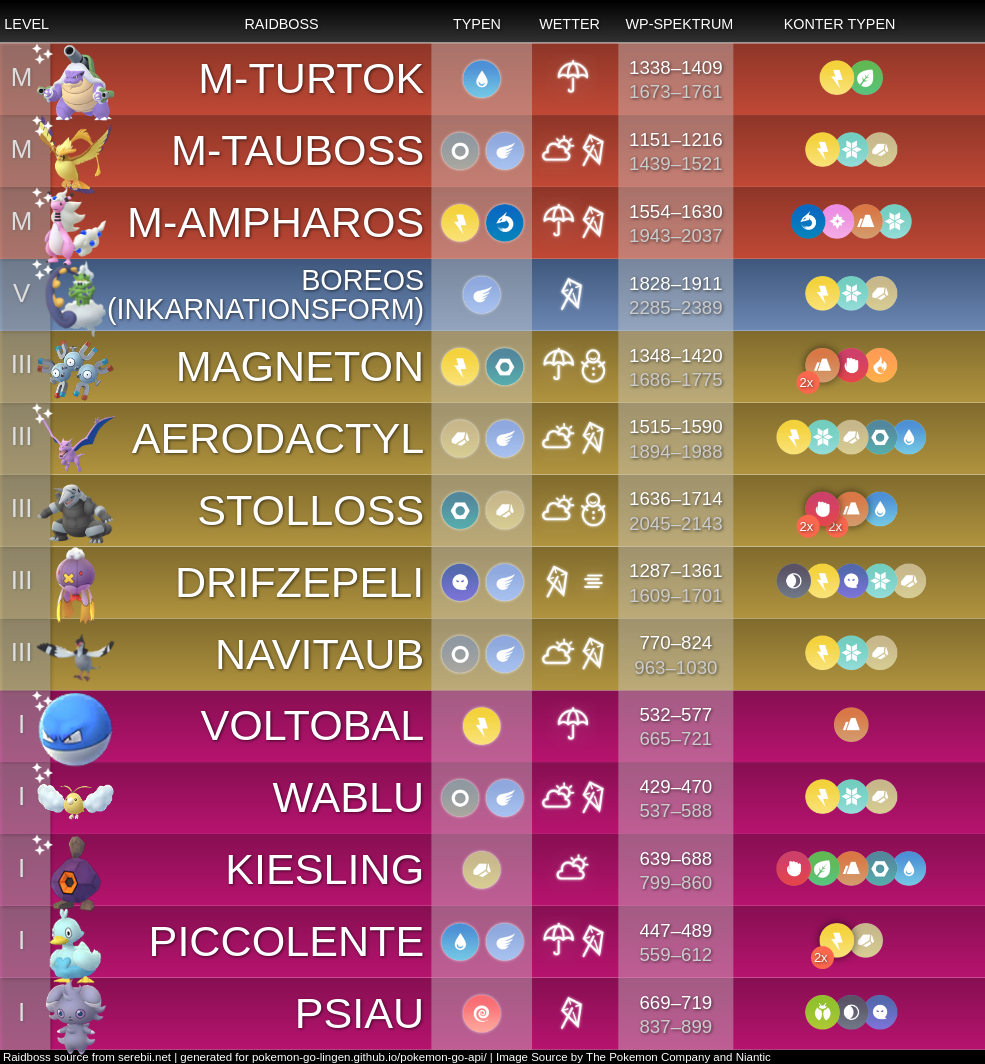 LEVEL RAIDBOSS TYPEN WETTER WP-SPEKTRUM KONTER TYPEN
M M-TURTOK 1338–1409
1673–1761
M M-TAUBOSS 1151–1216
1439–1521
M M-AMPHAROS 1554–1630
1943–2037
V BOREOS 1828–1911
(INKARNATIONSFORM) 2285–2389
III MAGNETON 1348–1420
1686–1775 2x
III AERODACTYL 1515–1590
1894–1988
III STOLLOSS 1636–1714
2045–2143 2x 2x
III DRIFZEPELI 1287–1361
1609–1701
III NAVITAUB 770–824
963–1030
I VOLTOBAL 532–577
665–721
I WABLU 429–470
537–588
I KIESLING 639–688
799–860
I PICCOLENTE 447–489
559–612 2x
I PSIAU 669–719
837–899
Raidboss source from serebii.net | generated for pokemon-go-lingen.github.io/pokemon-go-api/ | Image Source by The Pokemon Company and Niantic